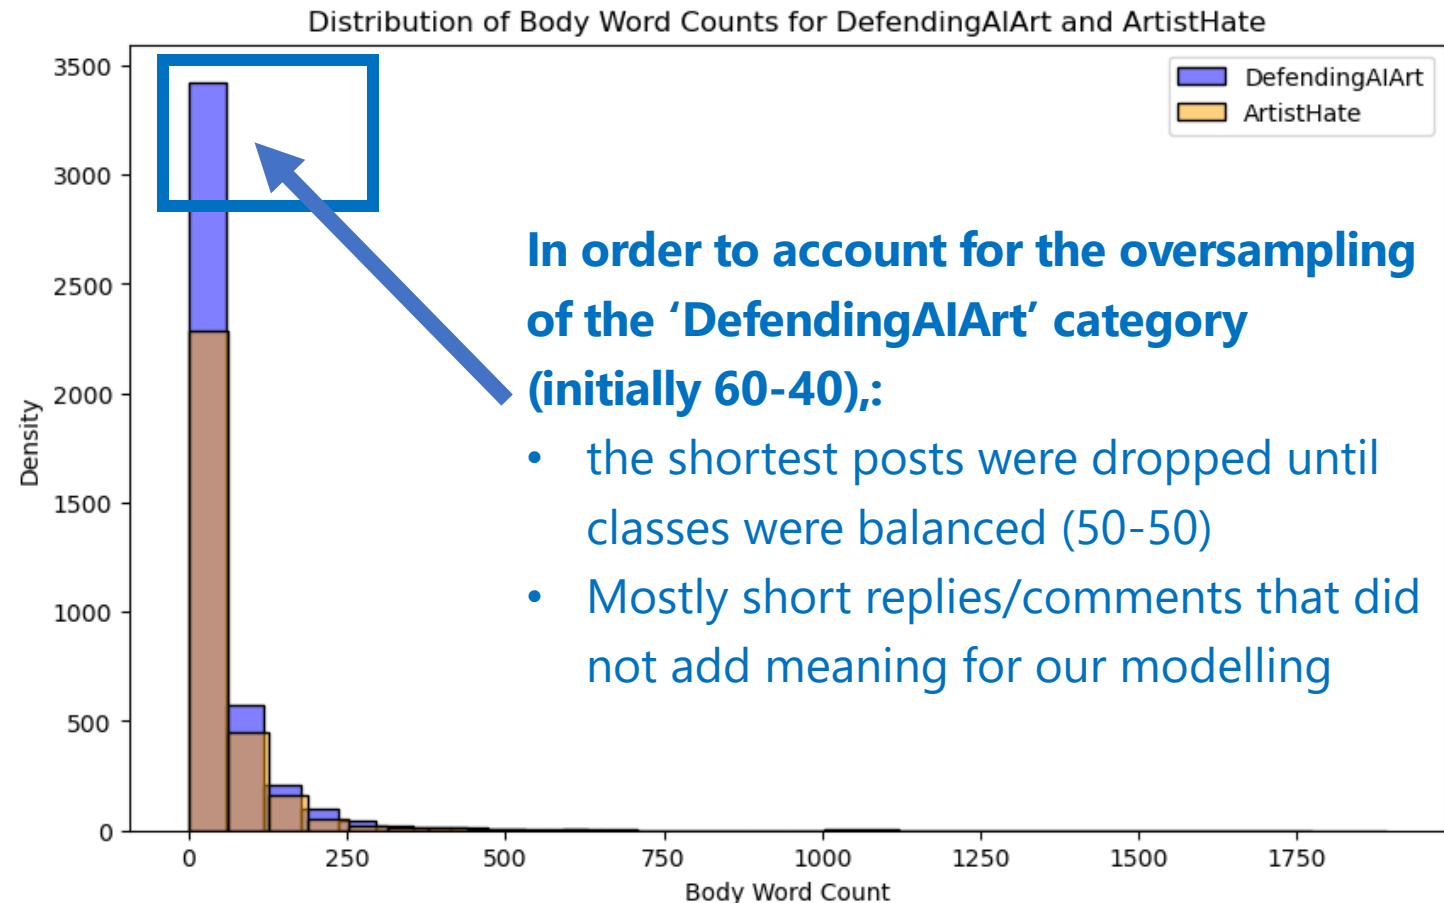 Distribution of Body Word Counts for DefendingAIArt and ArtistHate
DefendingAIArt
ArtistHate
3500
3000
2500
2000
1500
1000
500
0
Density
In order to account for the oversampling
of the ‘DefendingAIArt’ category
(initially 60-40),:
• the shortest posts were dropped until
classes were balanced (50-50)
• Mostly short replies/comments that did
not add meaning for our modelling
0 250 500 750 1000 1250 1500 1750
Body Word Count